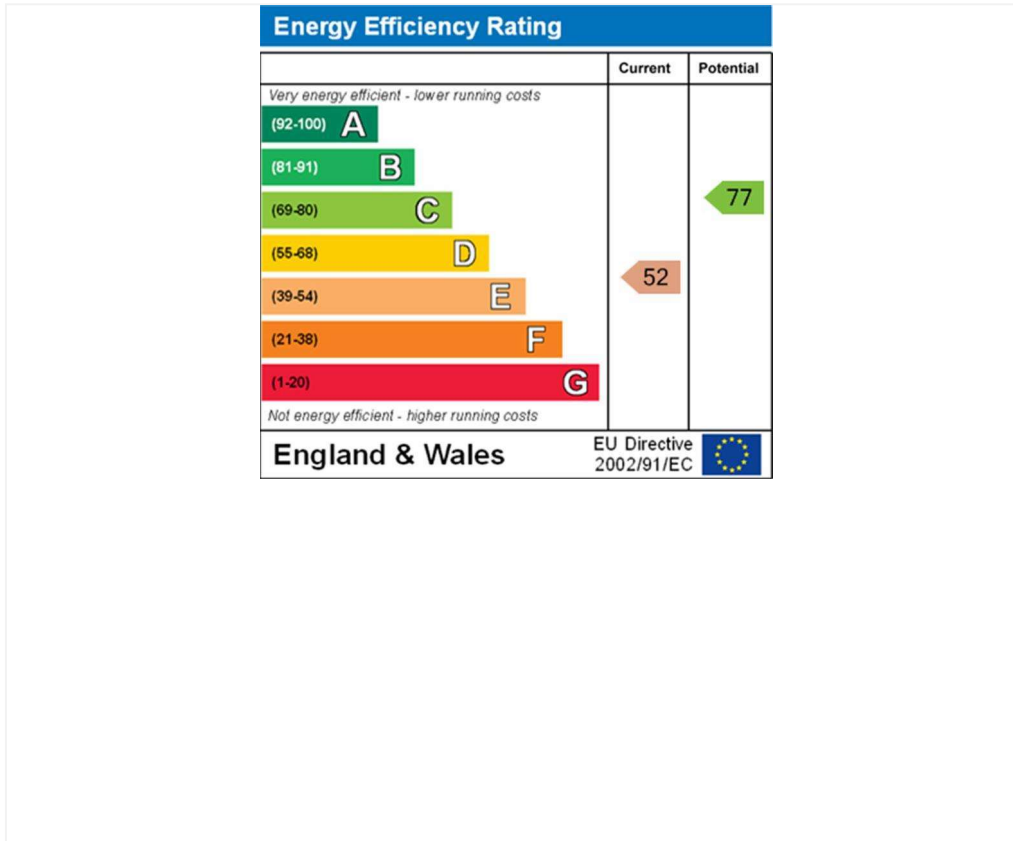 Energy Efficiency Rating
Current Potential
Very energy efficient - lower running costs
(92-100) A
(81-91) B
(69-80) C
77
(55-68) D
52
(39-54) E
(21-38) F
(1-20) G
Not energy efficient - higher running costs
England & Wales
EU Directive
2002/91/EC